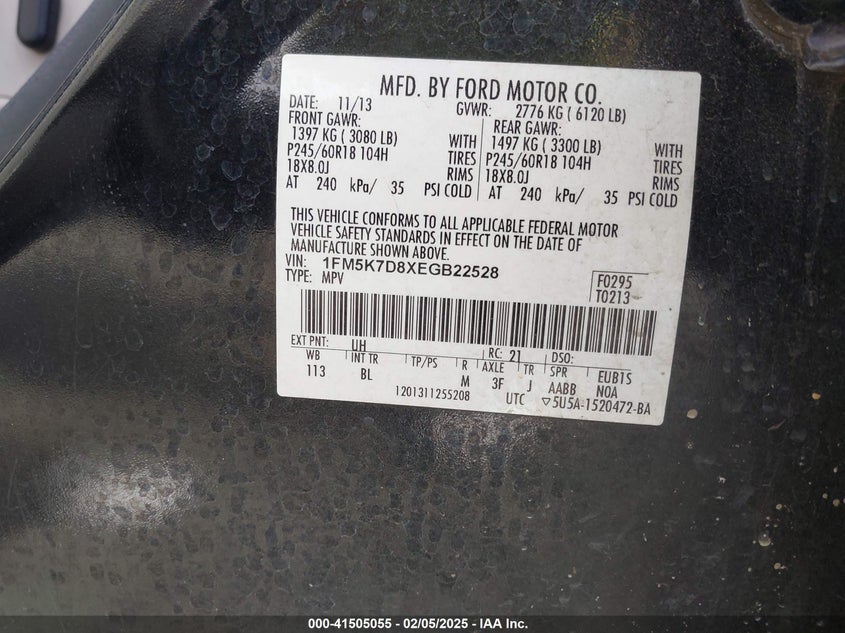 MFD. BY FORD MOTOR CO.
DATE: 11/13 GVWR: 2776 KG ( 6120 LB)
FRONT GAWR: REAR GAWR:
1397 KG ( 3080 LB) WITH 1497 KG ( 3300 LB) WITH
P245/60R18 104H TIRES P245/60R18 104H TIRES
18X8.0J RIMS 18X8.0J RIMS
AT 240 kPa/ 35 PSI COLD AT 240 kPa/ 35 PSI COLD
THIS VEHICLE CONFORMS TO ALL APPLICABLE FEDERAL MOTOR
VEHICLE SAFETY STANDARDS IN EFFECT ON THE DATE OF
MANUFACTURE SHOWN ABOVE.
VIN: 1FM5K7D8XEGB22528
TYPE: MPV
F0295
T0213
EXT PNT: UH RC: 21 DSO:
WB INT TR TP/PS R AXLE TR SPR EUB1S
113 BL M 3F J AABB NOA
1201311255208 UTC ▽5U5A-1520472-BA
000-41505055 — 02/05/2025 — IAA Inc.